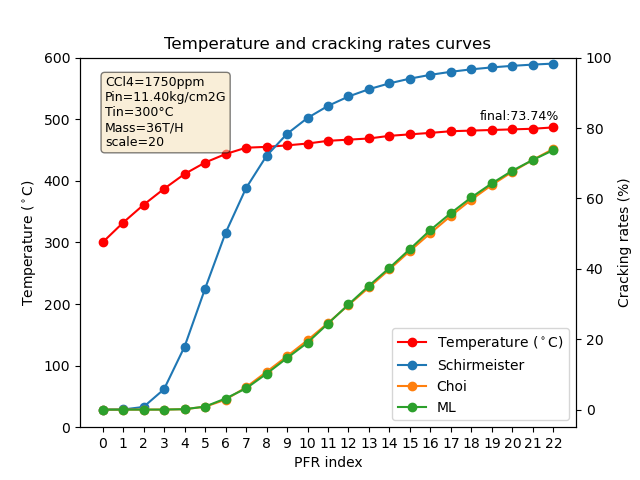 Temperature and cracking rates curves
600
500
400
300
200
100
0
Temperature (°C)
100
80
60
40
20
0
Cracking rates (%)
CCl4=1750ppm
Pin=11.40kg/cm2G
Tin=300°C
Mass=36T/H
scale=20
final:73.74%
Temperature (°C)
Schirmeister
Choi
ML
0 1 2 3 4 5 6 7 8 9 10 11 12 13 14 15 16 17 18 19 20 21 22
PFR index